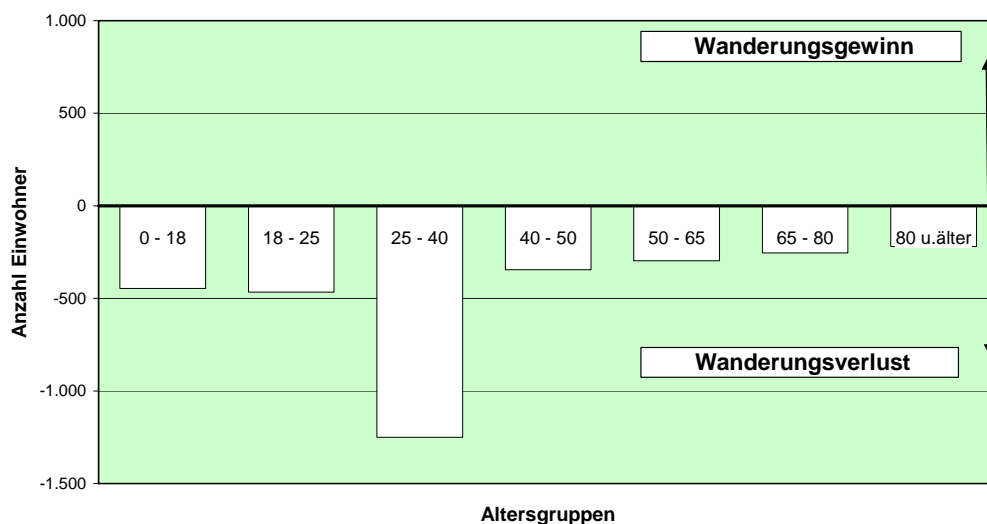 1.000
Wanderungsgewinn
500
0
0 - 18 18 - 25 25 - 40 40 - 50 50 - 65 65 - 80 80 u.älter
Anzahl Einwohner
-500
Wanderungsverlust
-1.000
-1.500
Altersgruppen